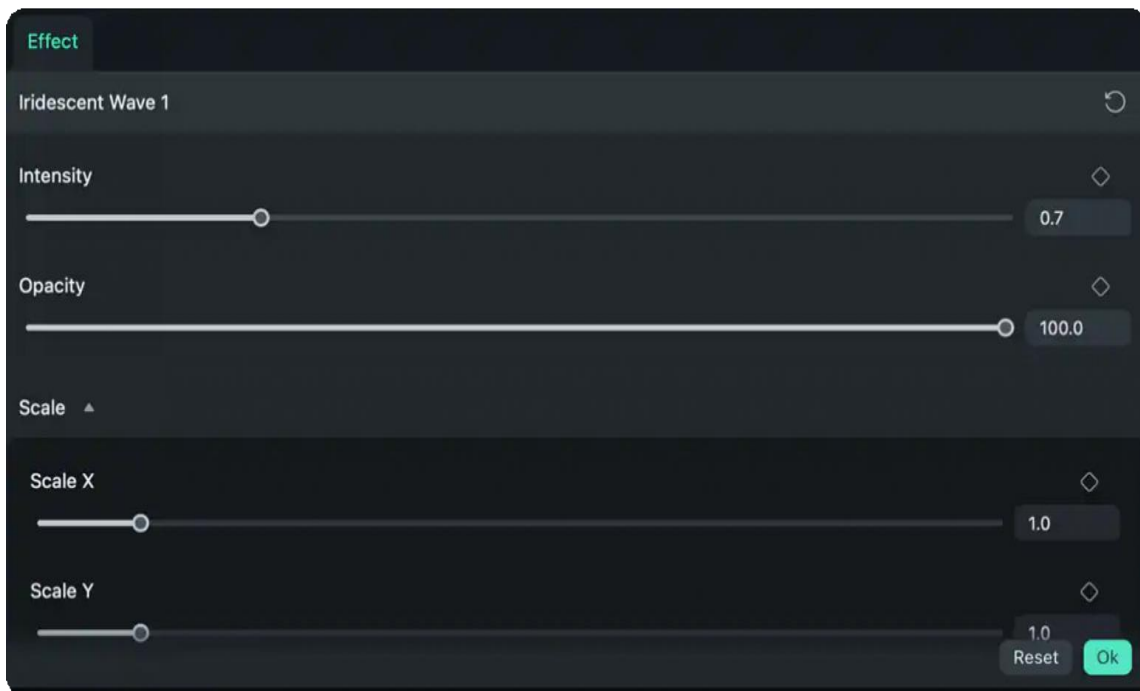 Effect
Iridescent Wave 1
Intensity
0.7
Opacity
100.0
Scale
Scale X
1.0
Scale Y
1.0
Reset Ok